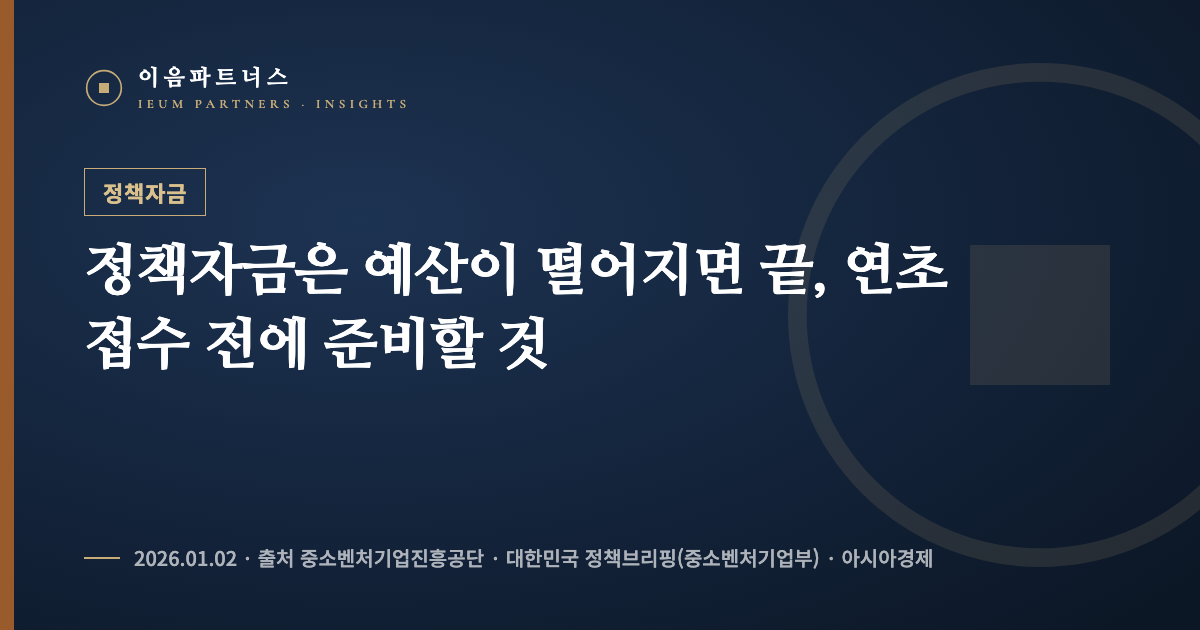 이음파트너스
IEUM PARTNERS · INSIGHTS
정책자금
정책자금은 예산이 떨어지면 끝, 연초
접수 전에 준비할 것
2026.01.02 · 출처 중소벤처기업진흥공단 · 대한민국 정책브리핑(중소벤처기업부) · 아시아경제